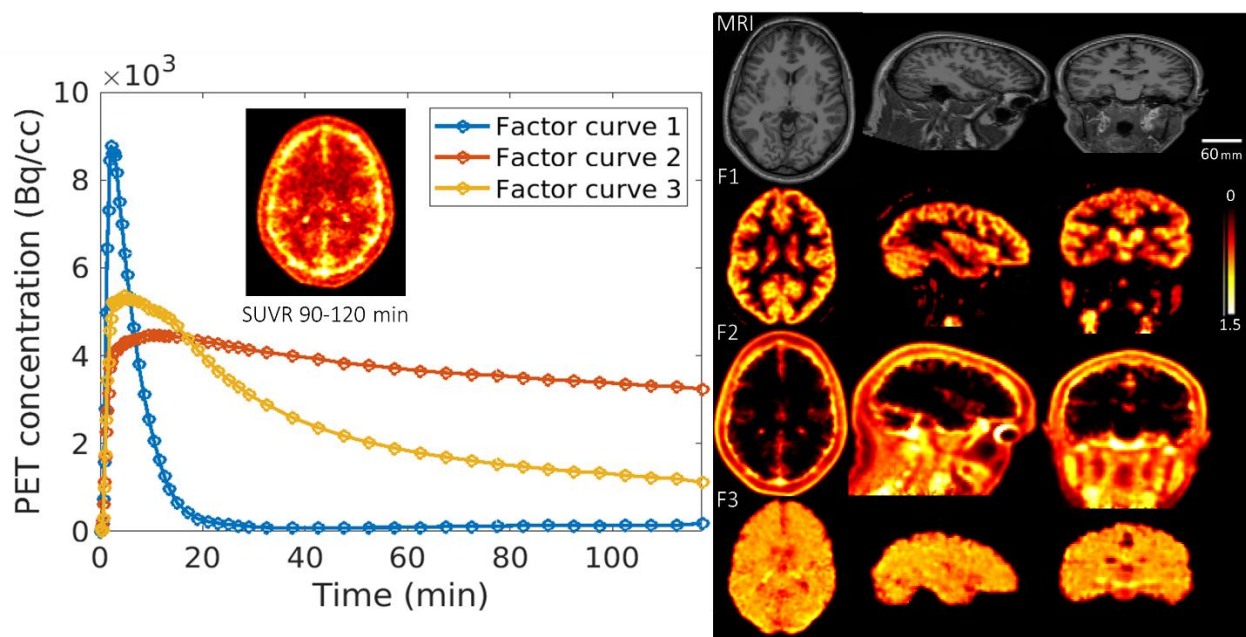 ×10³
10
8
6
4
2
0
0
20
40
60
80
100
PET concentration (Bq/cc)
Time (min)
Factor curve 1
Factor curve 2
Factor curve 3
SUVR 90-120 min
MRI
60 mm
F1
0
1.5
F2
F3